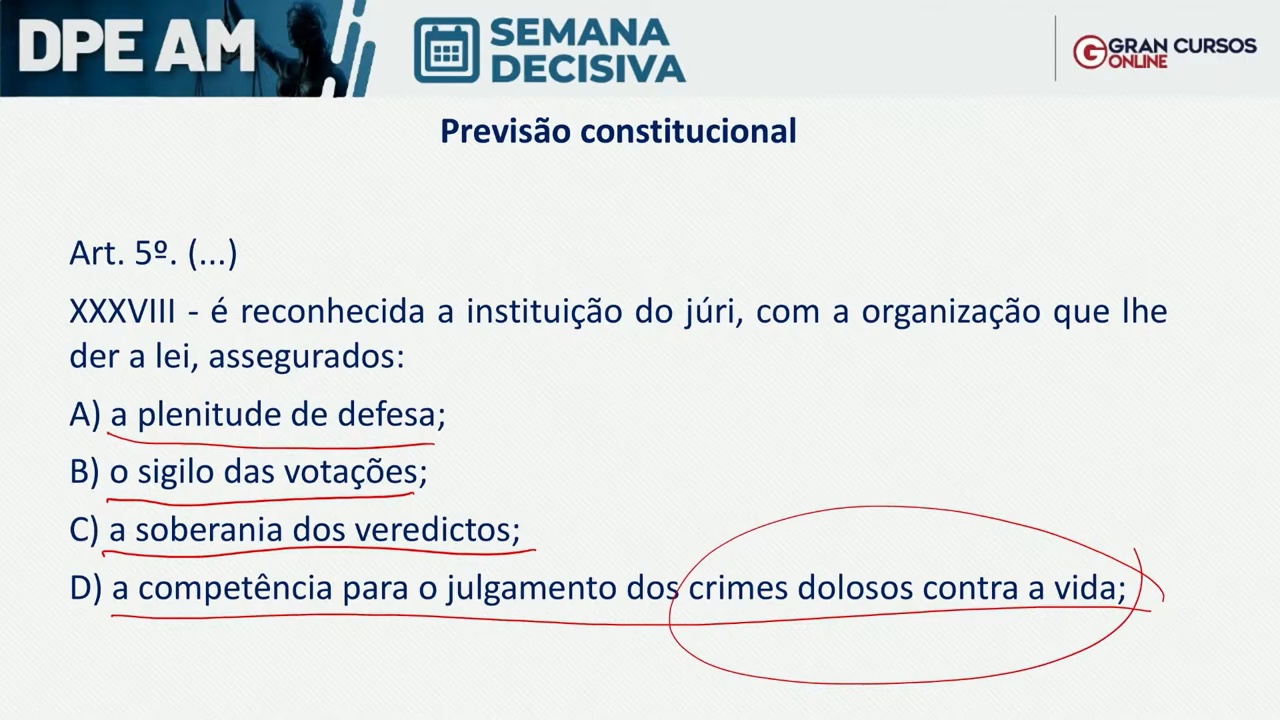 DPE AM
SEMANA
DECISIVA
GRAN CURSOS
ONLINE
Previsão constitucional
Art. 5º. (...)
XXXVIII - é reconhecida a instituição do júri, com a organização que lhe
der a lei, assegurados:
A) a plenitude de defesa;
B) o sigilo das votações;
C) a soberania dos veredictos;
D) a competência para o julgamento dos crimes dolosos contra a vida;